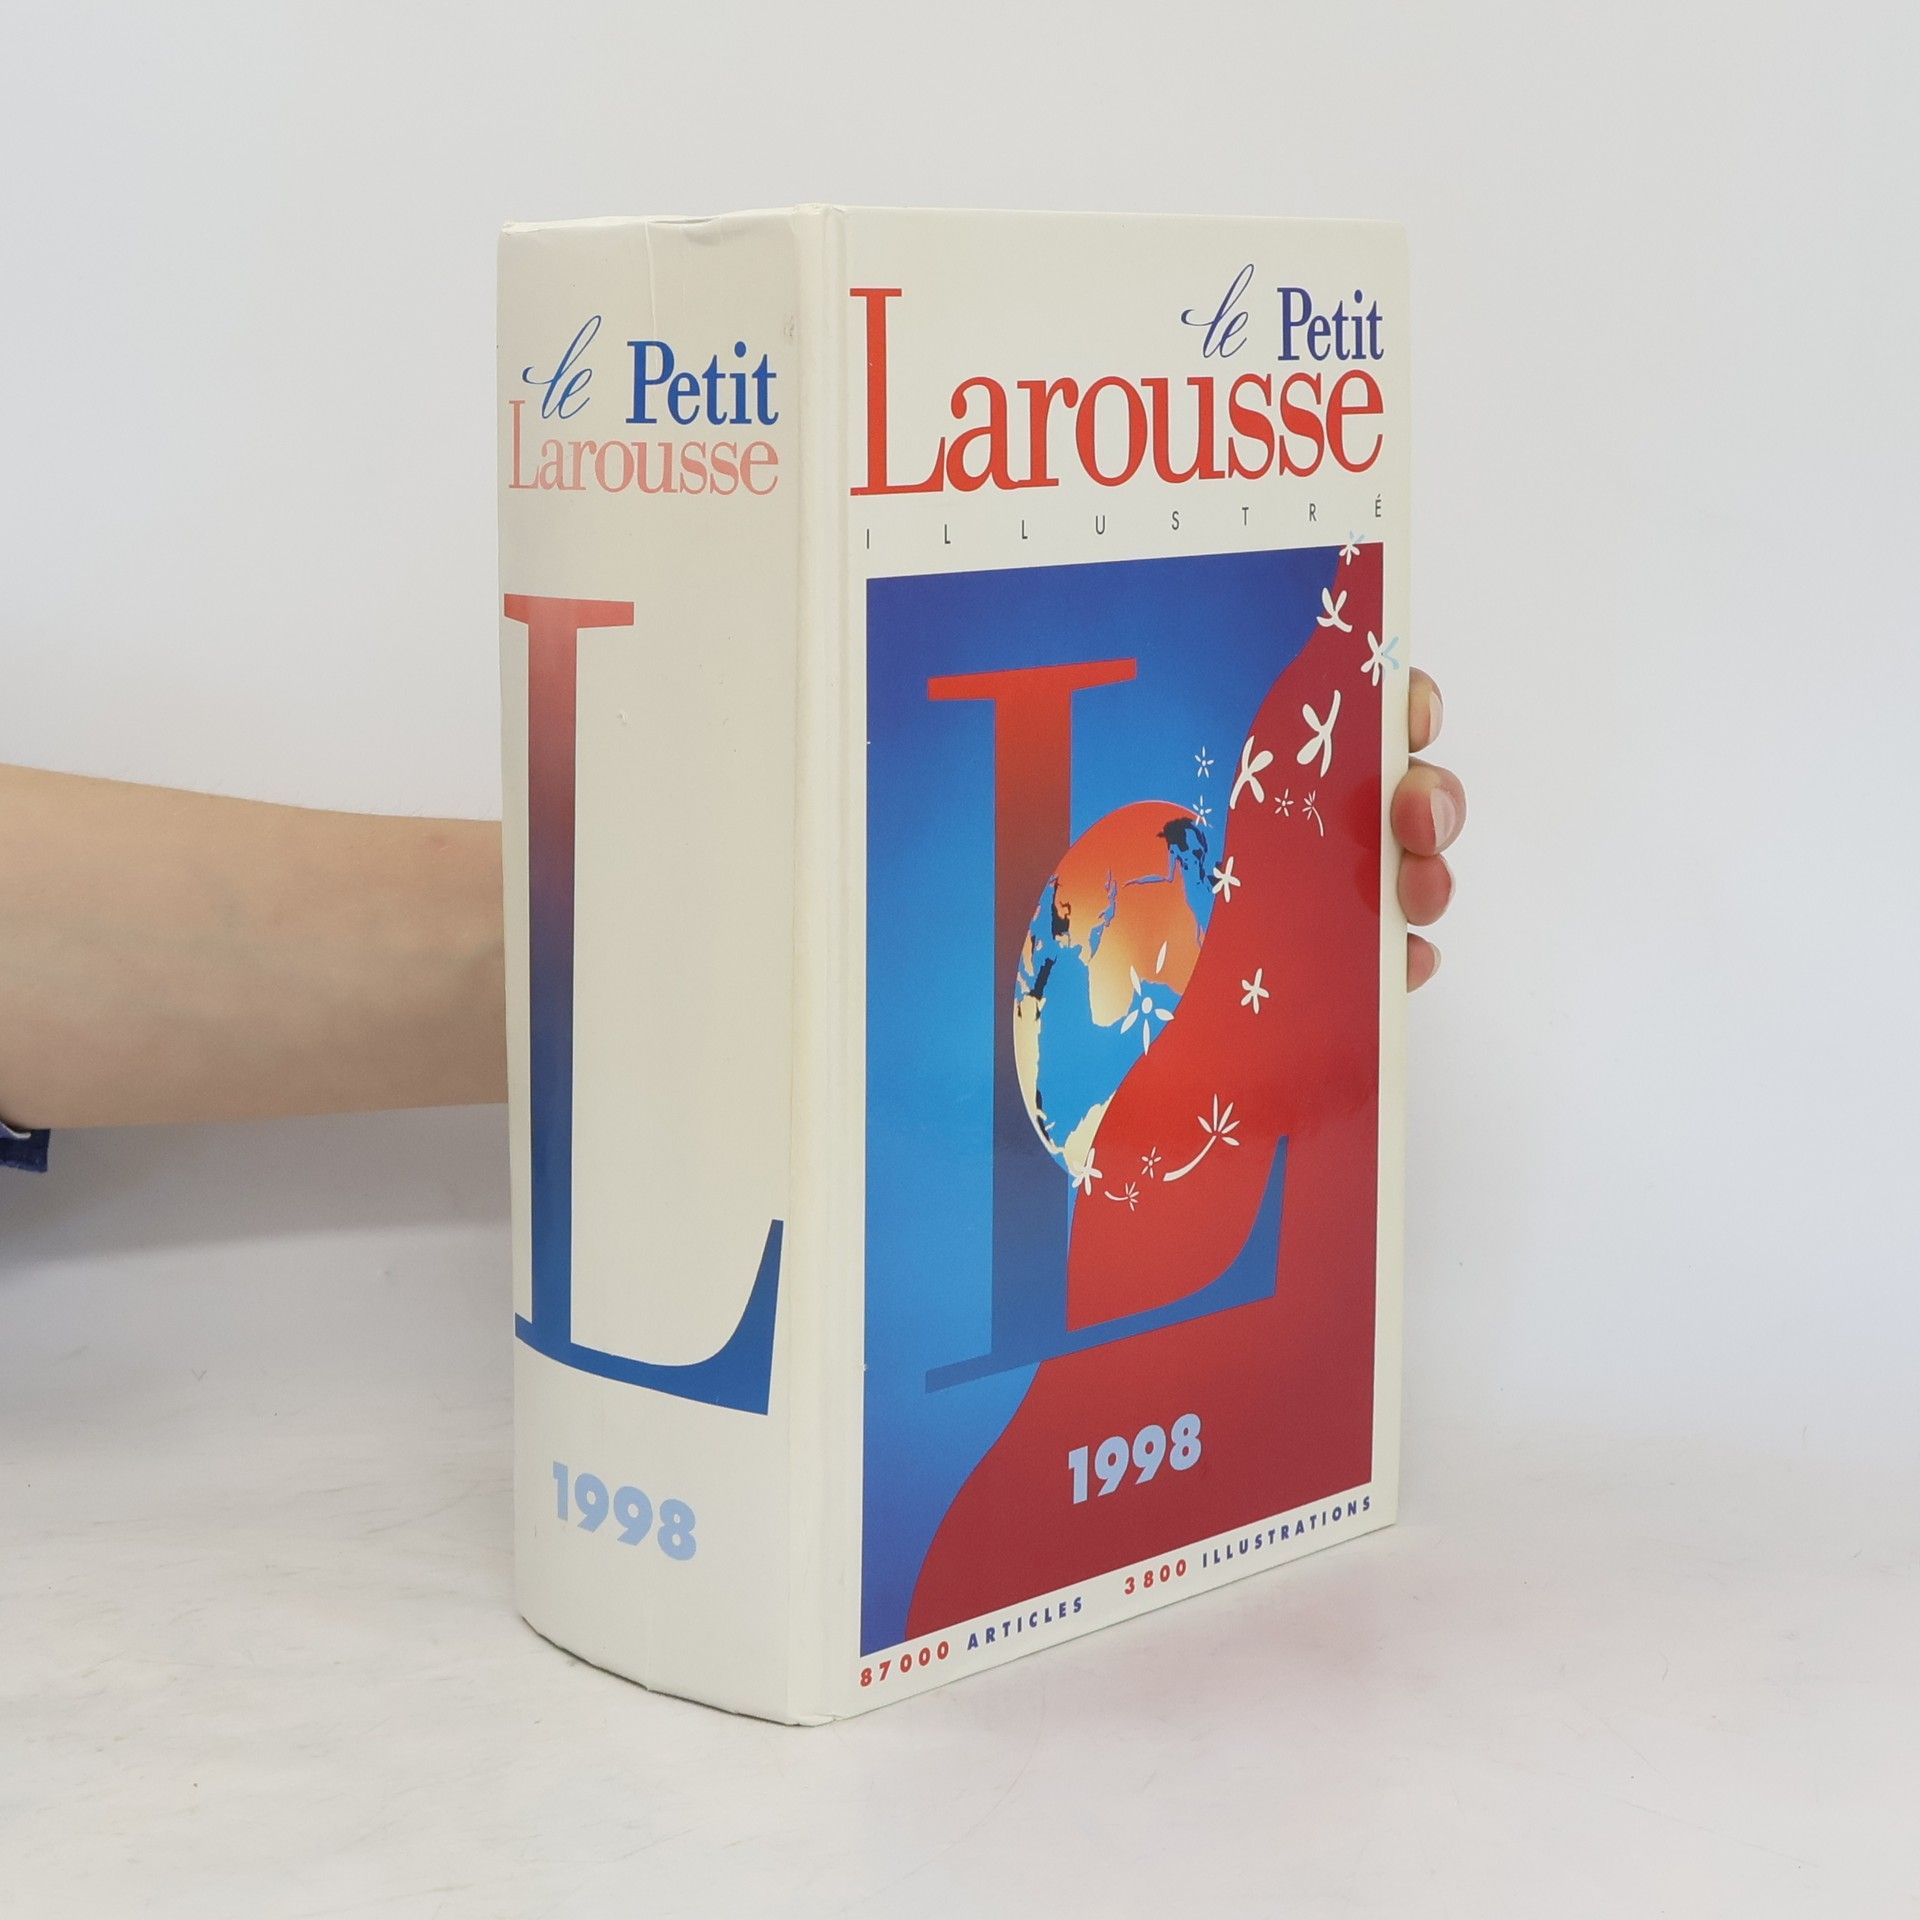 le Petit
Larousse
L
1998
le Petit
Larousse
ILLUSTRÉ
L
1998
87000 ARTICLES 3800 ILLUSTRATIONS